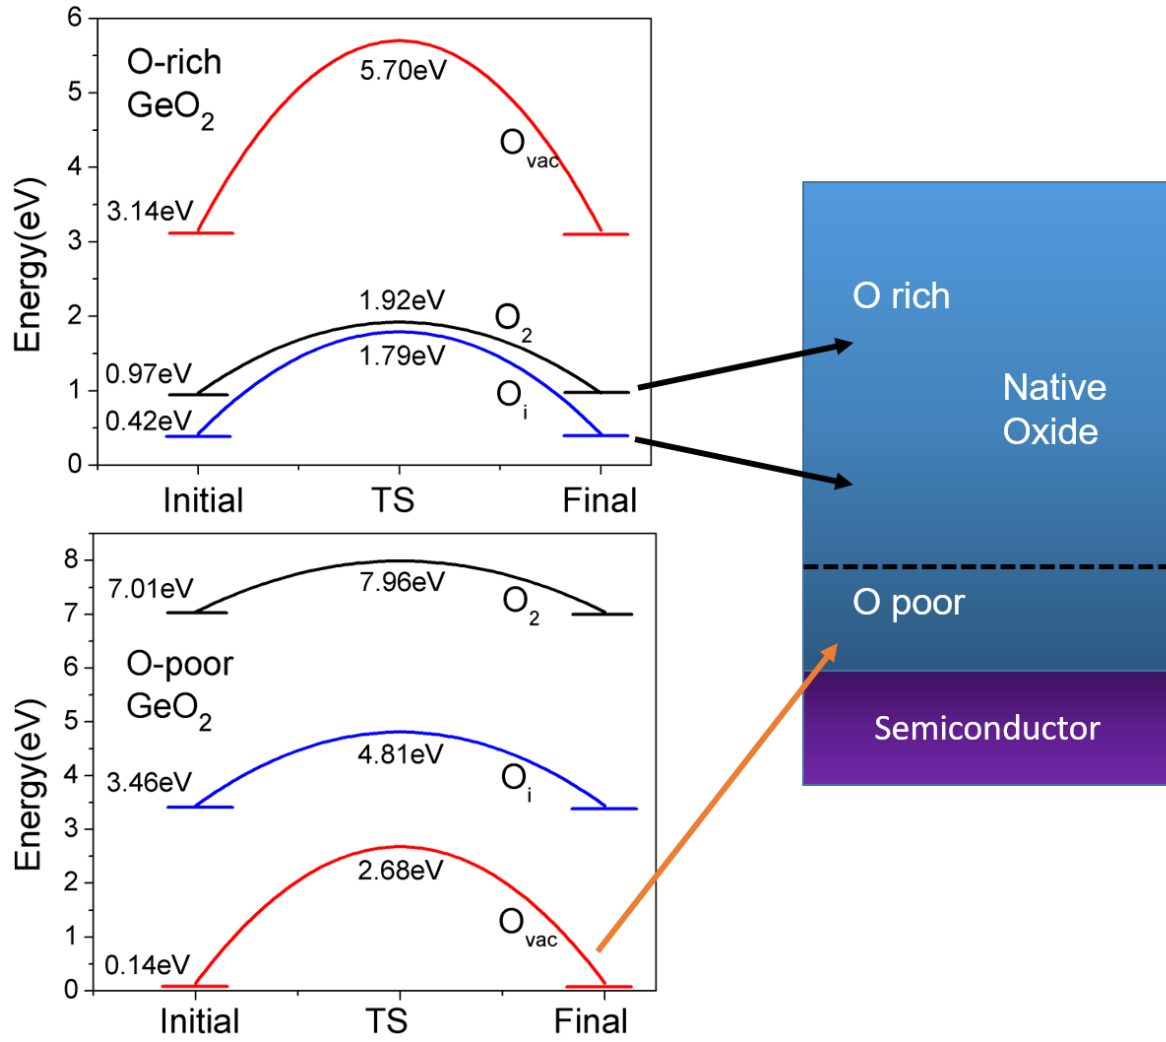 6
O-rich
GeO2
5.70eV
5
Ovac
4
3.14eV
3
Energy(eV)
1.92eV
2
O2
0.97eV
1.79eV
1
Oi
0.42eV
0
Initial
TS
Final
8
7.01eV
7.96eV
7
O2
6
O-poor
GeO2
5
4.81eV
3.46eV
4
Oi
3
Energy(eV)
2.68eV
2
Ovac
1
0.14eV
0
Initial
TS
Final
O rich
Native
Oxide
O poor
Semiconductor